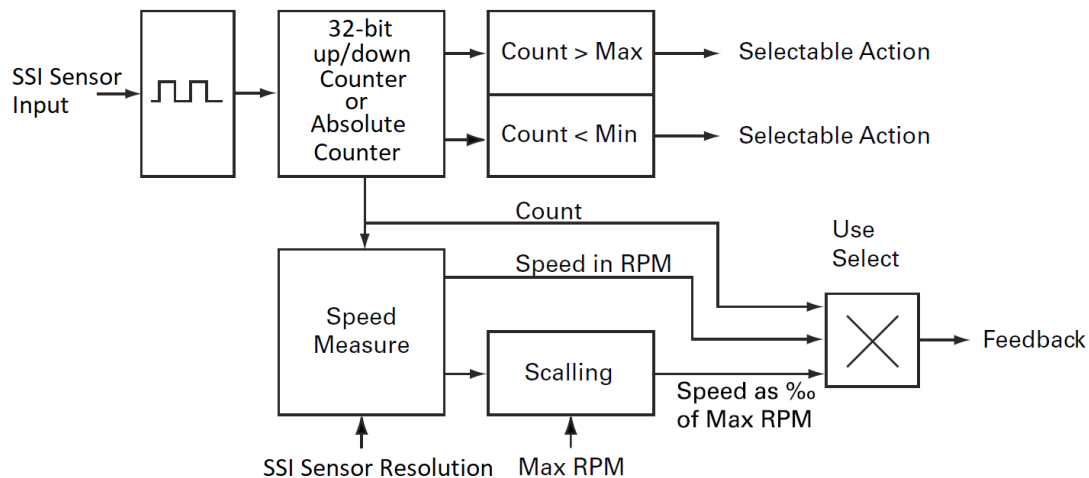 SSI Sensor
Input
32-bit
up/down
Counter
or
Absolute
Counter
Count > Max
Selectable Action
Count < Min
Selectable Action
Count
Use
Select
Speed in RPM
Speed
Measure
Scalling
Feedback
Speed as ‰
of Max RPM
SSI Sensor Resolution
Max RPM